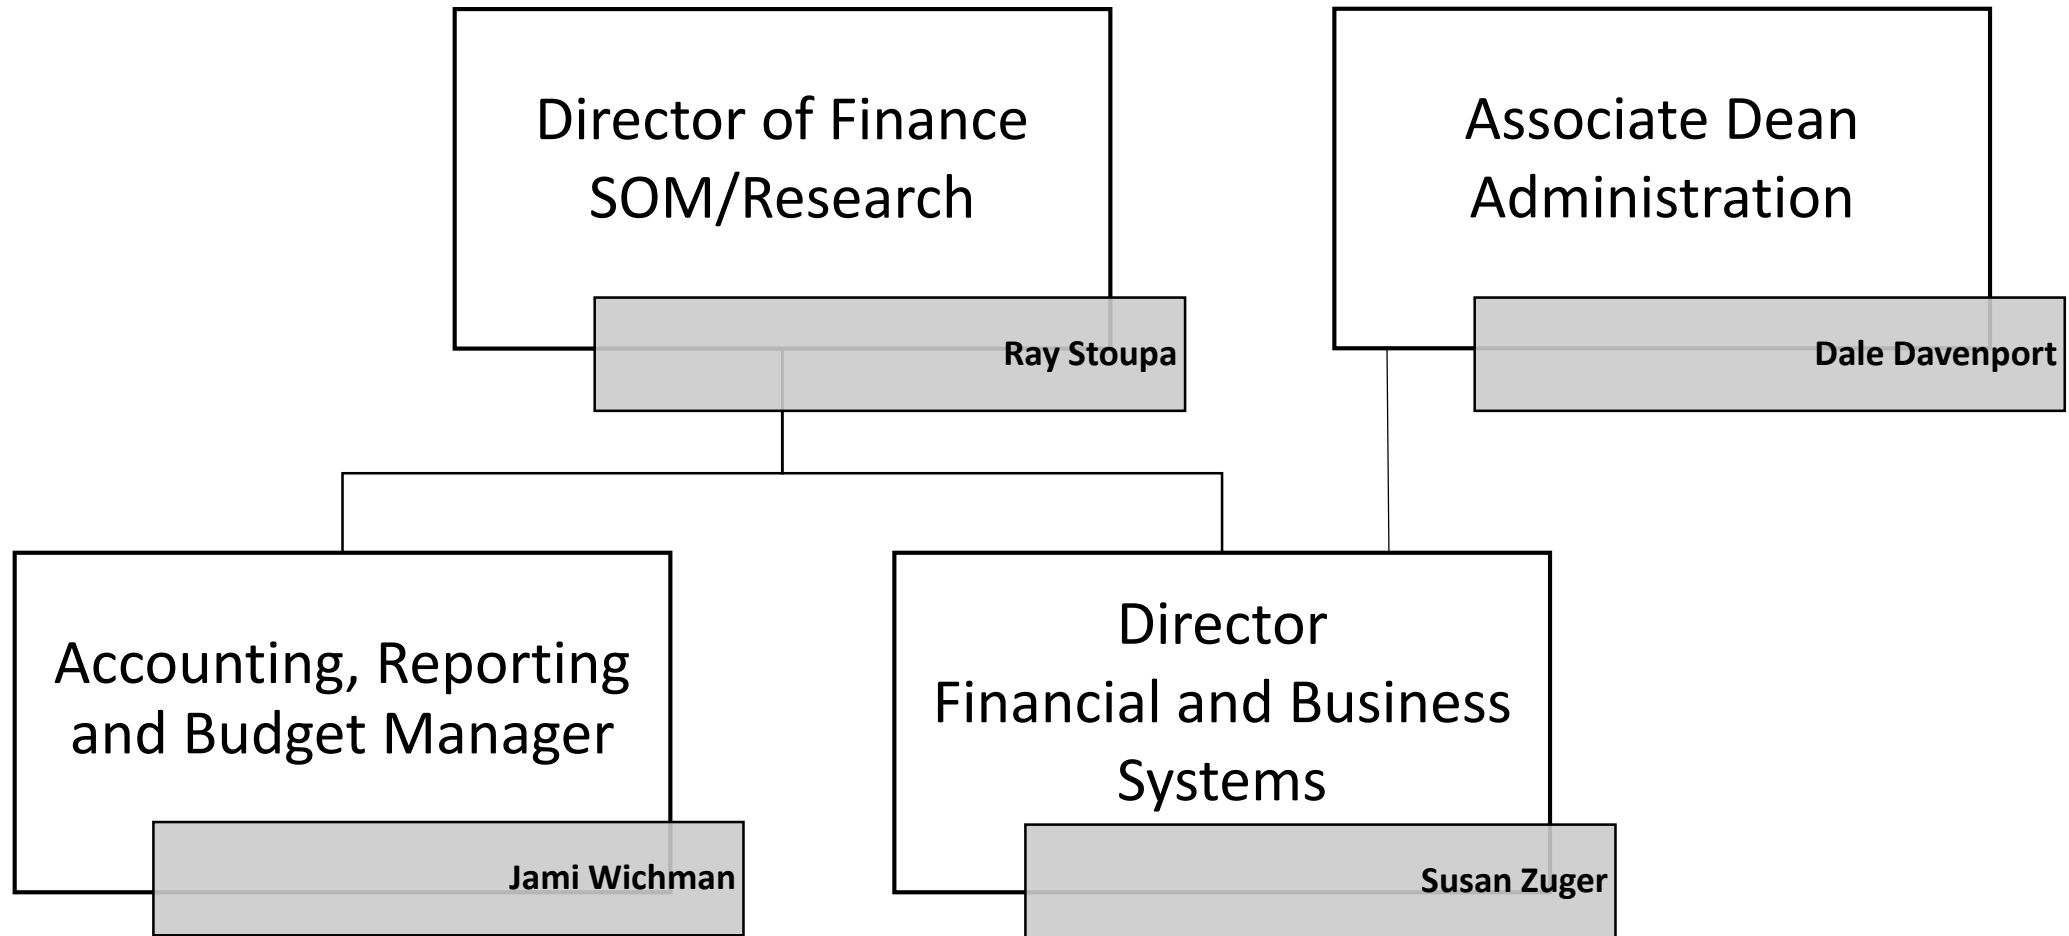 Director of Finance
SOM/Research
Ray Stoupa
Associate Dean
Administration
Dale Davenport
Accounting, Reporting
and Budget Manager
Jami Wichman
Director
Financial and Business
Systems
Susan Zuger